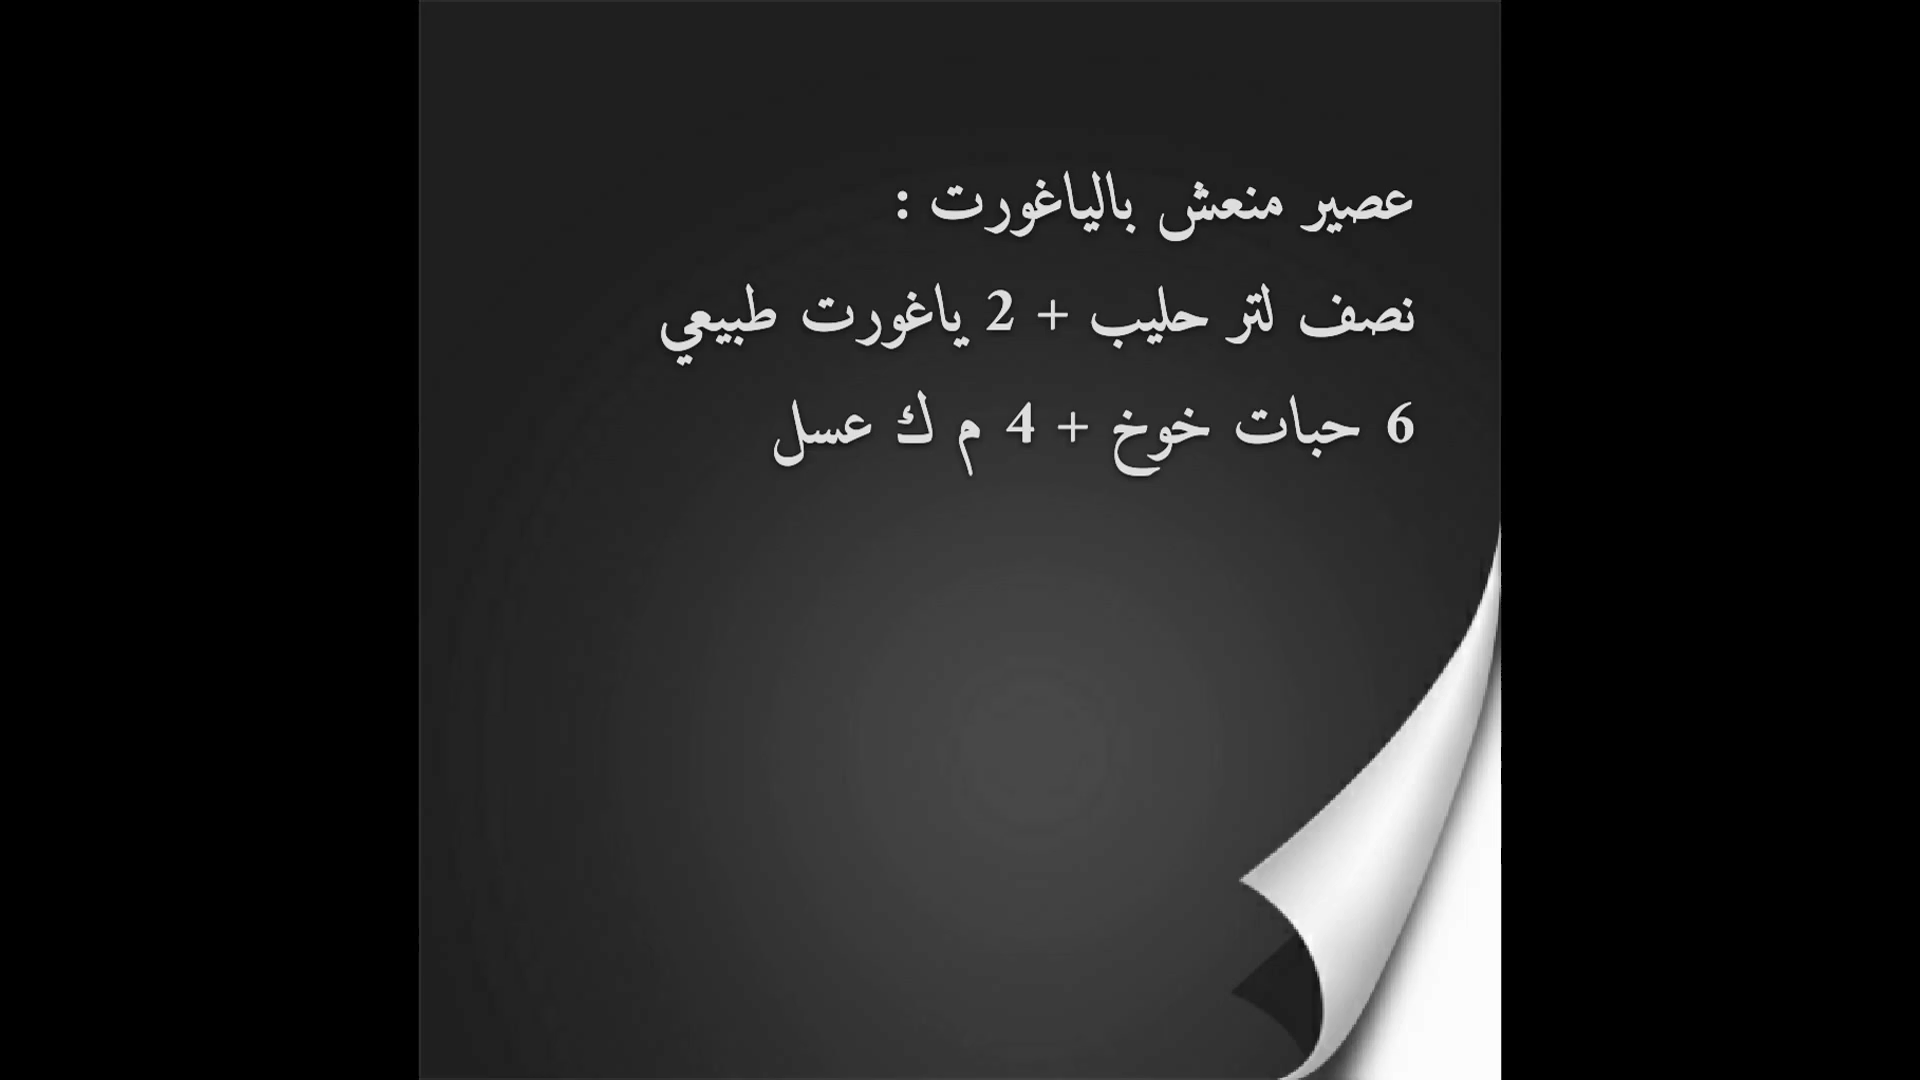 عصير منعش بالياغورت :
نصف لتر حليب + 2 ياغورت طبيعي
6 حبات خوخ + 4 م ك عسل